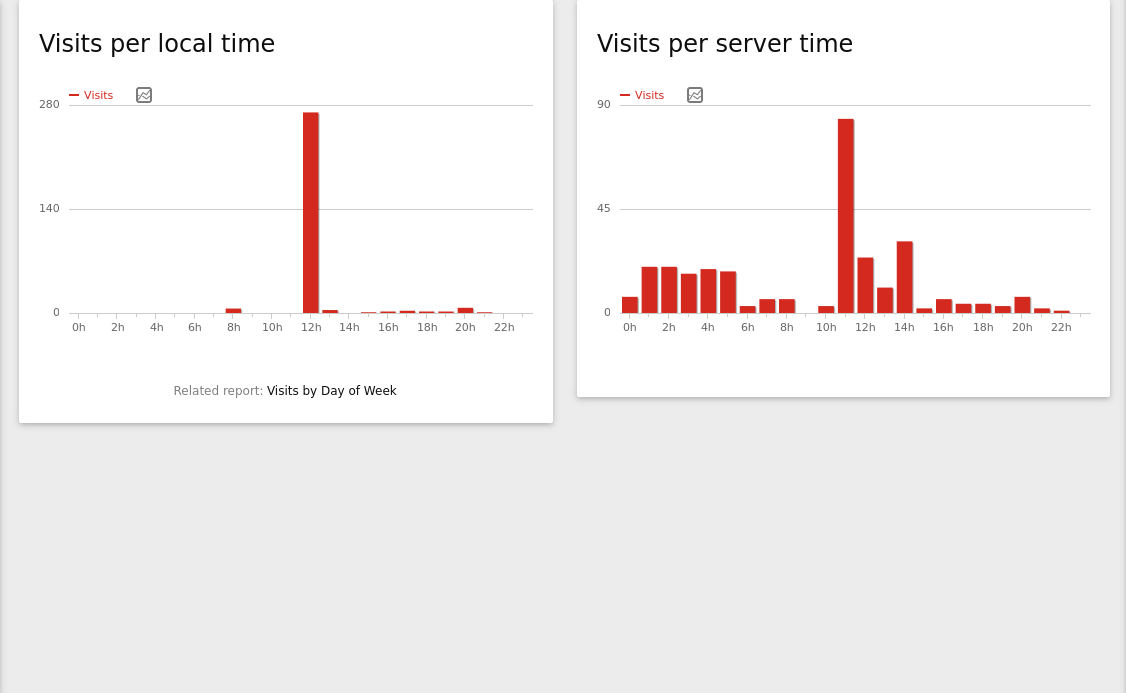 Visits per local time
Visits
280
140
0
0h 2h 4h 6h 8h 10h 12h 14h 16h 18h 20h 22h
Related report: Visits by Day of Week
Visits per server time
Visits
90
45
0
0h 2h 4h 6h 8h 10h 12h 14h 16h 18h 20h 22h